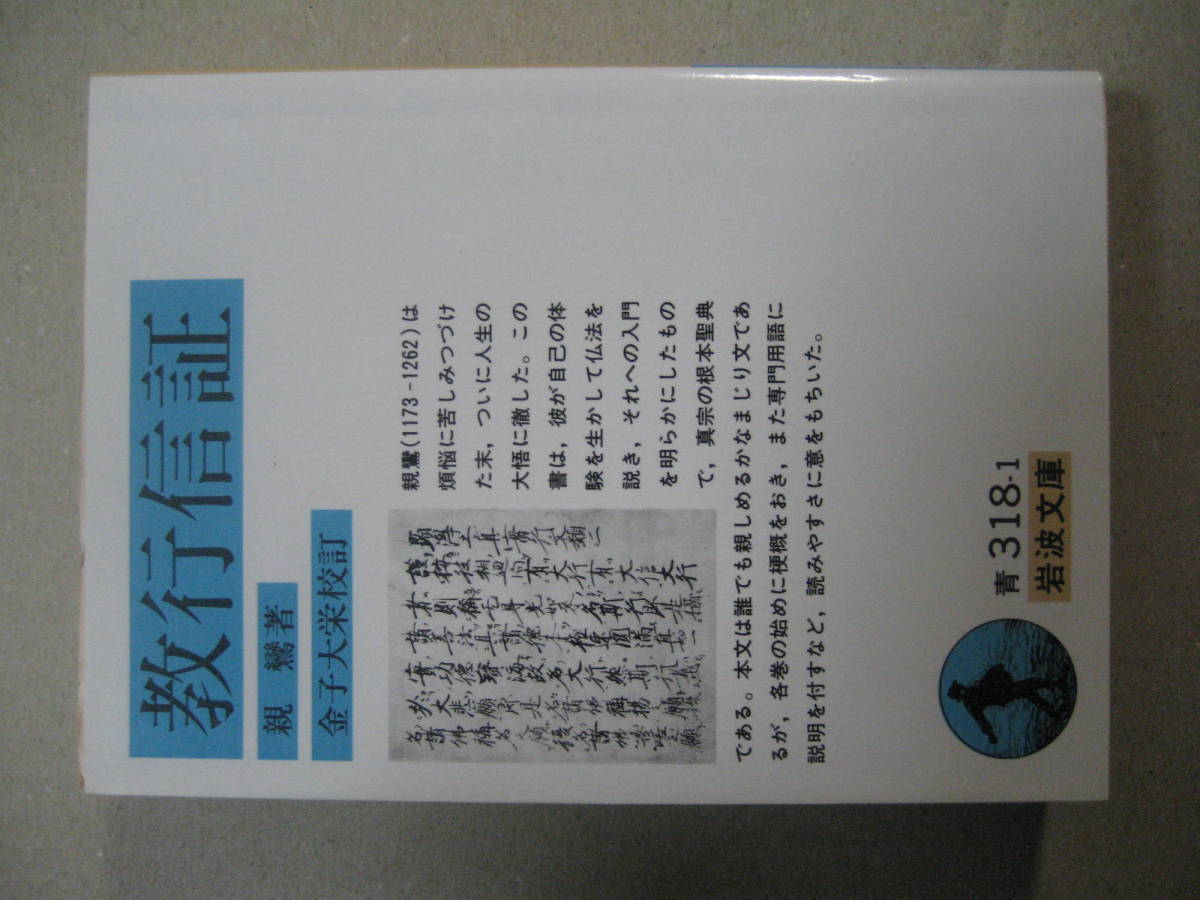 教行信証
親鸞著
金子大栄校訂
親鸞(1173-1262)は
煩悩に苦しみつづけ
た末,ついに人生の
大悟に徹した。この
書は,彼が自己の体
験を生かして仏法を
説き,それへの入門
を明らかにしたもの
で,真宗の根本聖典
である。本文は誰でも親しめるかなまじり文であ
るが,各巻の始めに梗概をおき,また専門用語に
説明を付すなど,読みやすさに意をもちいた。
青318-1
岩波文庫